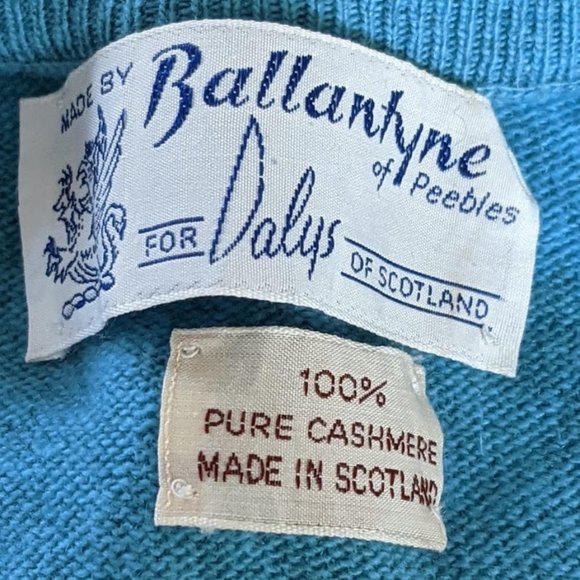 MADE BY
Ballantyne
of Peebles
FOR Dalys OF SCOTLAND
100%
PURE CASHMERE
MADE IN SCOTLAND